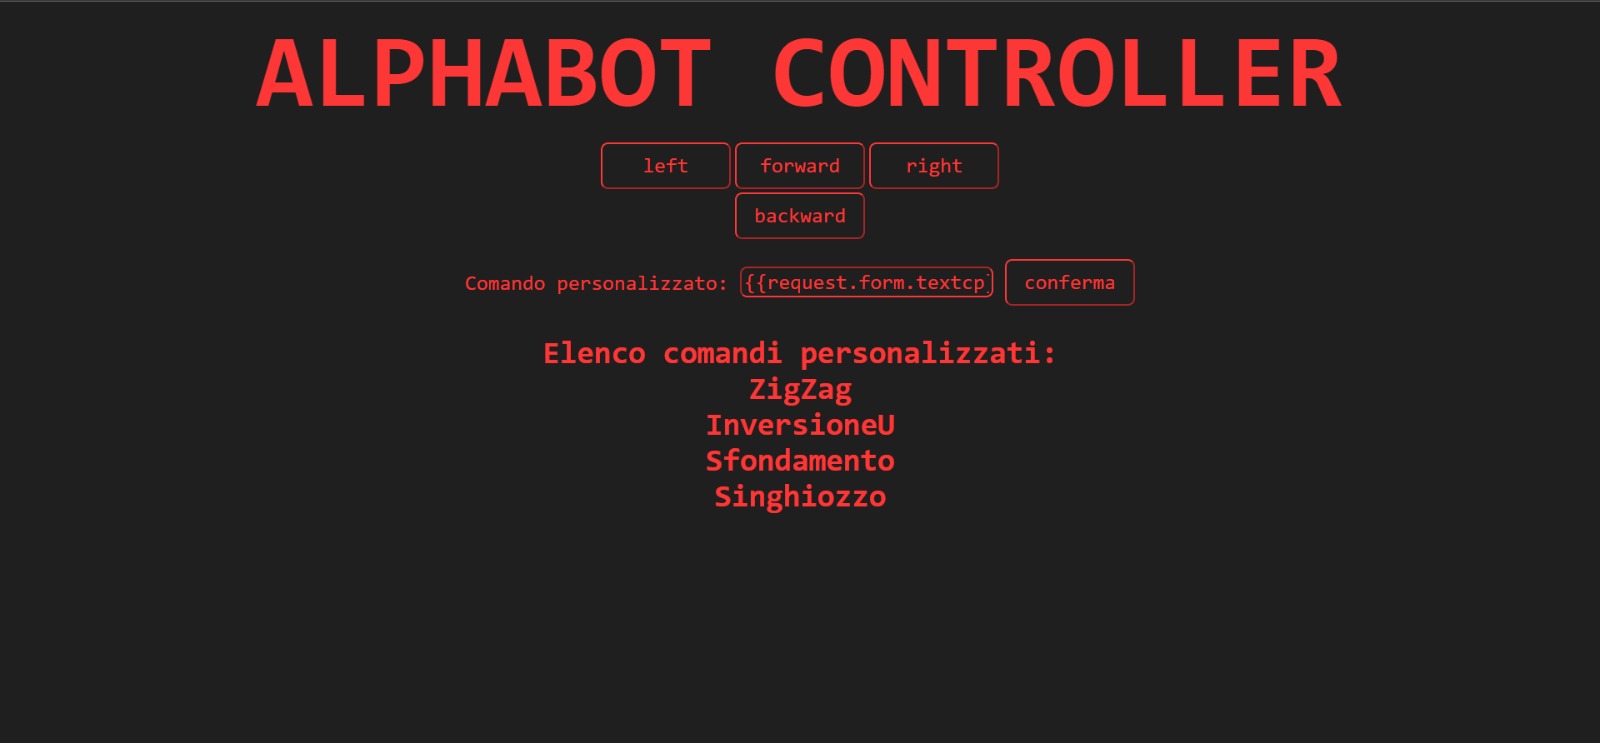 ALPHABOT CONTROLLER
left forward right
backward
Comando personalizzato: {{request.form.textcp} conferma
Elenco comandi personalizzati:
ZigZag
InversioneU
Sfondamento
Singhiozzo